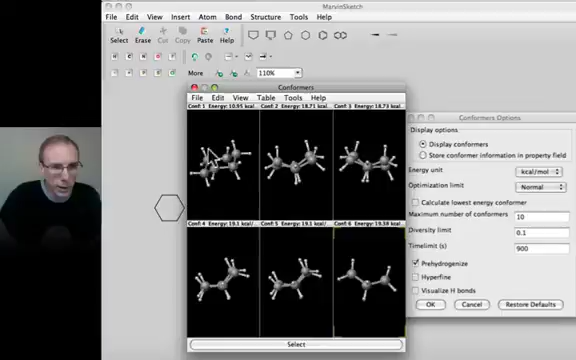 MarvinSketch
File Edit View Insert Atom Bond Structure Tools Help
Select Erase Cut Copy Paste Help
More 110%
Conformers
File Edit View Table Tools Help
Conf: 1 Energy: 10.95 kcal/ Conf: 2 Energy: 18.71 kcal/ Conf: 3 Energy: 18.73 kcal/
Conf: 4 Energy: 19.1 kcal/ Conf: 5 Energy: 19.1 kcal/ Conf: 6 Energy: 19.38 kcal/
Select
Conformers Options
Display options
Display conformers
Store conformer information in property field
Energy unit kcal/mol
Optimization limit Normal
Calculate lowest energy conformer
Maximum number of conformers 10
Diversity limit 0.1
Timelimit (s) 900
Prehydrogenize
Hyperfine
Visualize H bonds
OK Cancel Restore Defaults